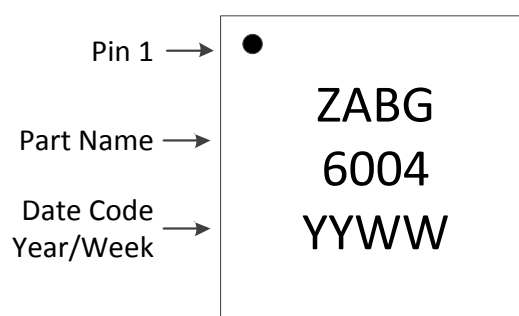 Pin 1
ZABG
Part Name
6004
Date Code
Year/Week
YYWW